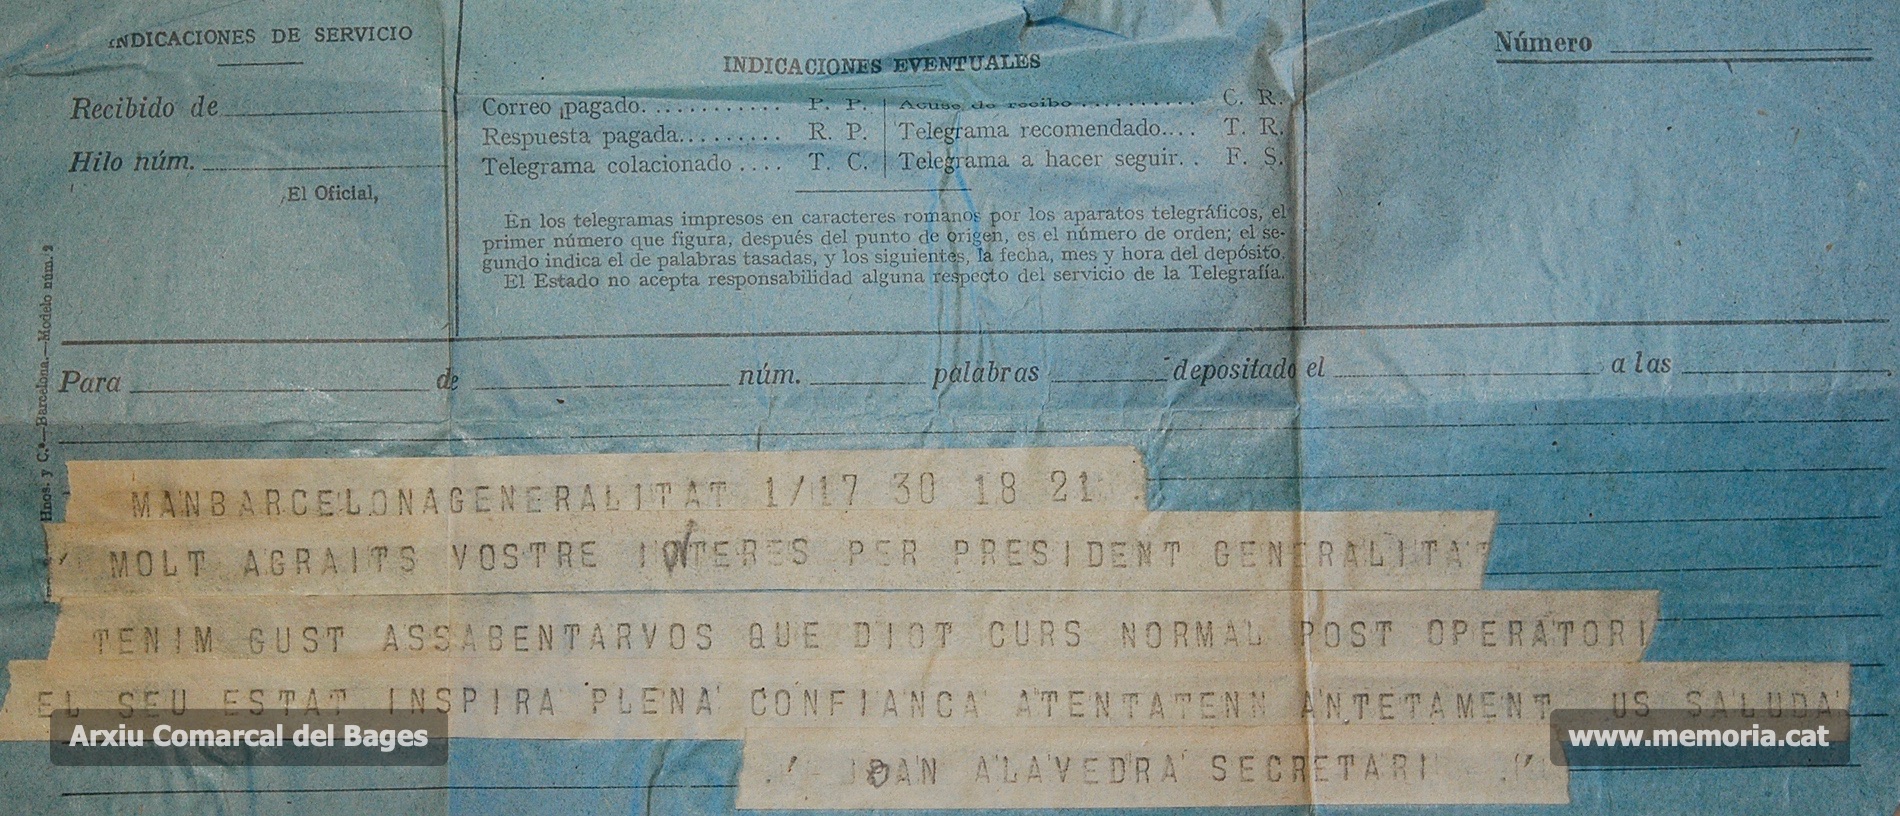 INDICACIONES DE SERVICIO
Recibido de
Hilo núm.
El Oficial,
INDICACIONES EVENTUALES
Correo pagado............ P. P.
Respuesta pagada......... R. P.
Telegrama colacionado .... T. C.
Acuse de recibo.......... C. R.
Telegrama recomendado.... T. R.
Telegrama a hacer seguir.. F. S.
En los telegramas impresos en caracteres romanos por los aparatos telegráficos, el
primer número que figura, después del punto de origen, es el número de orden; el se-
gundo indica el de palabras tasadas, y los siguientes, la fecha, mes y hora del depósito.
El Estado no acepta responsabilidad alguna respecto del servicio de la Telegrafía.
Número
Hnos. y C.ª—Barcelona.—Modelo núm. 2
Para de núm. palabras depositado el a las
MANBARCELONAGENERALITAT 1/17 30 18 21
MOLT AGRAITS VOSTRE INTERES PER PRESIDENT GENERALITAT
TENIM GUST ASSABENTARVOS QUE DIOT CURS NORMAL POST OPERATORI
EL SEU ESTAT INSPIRA PLENA CONFIANCA ATENTATENN ANTETAMENT US SALUDA
JOAN ALAVEDRA SECRETARI
Arxiu Comarcal del Bages
www.memoria.cat